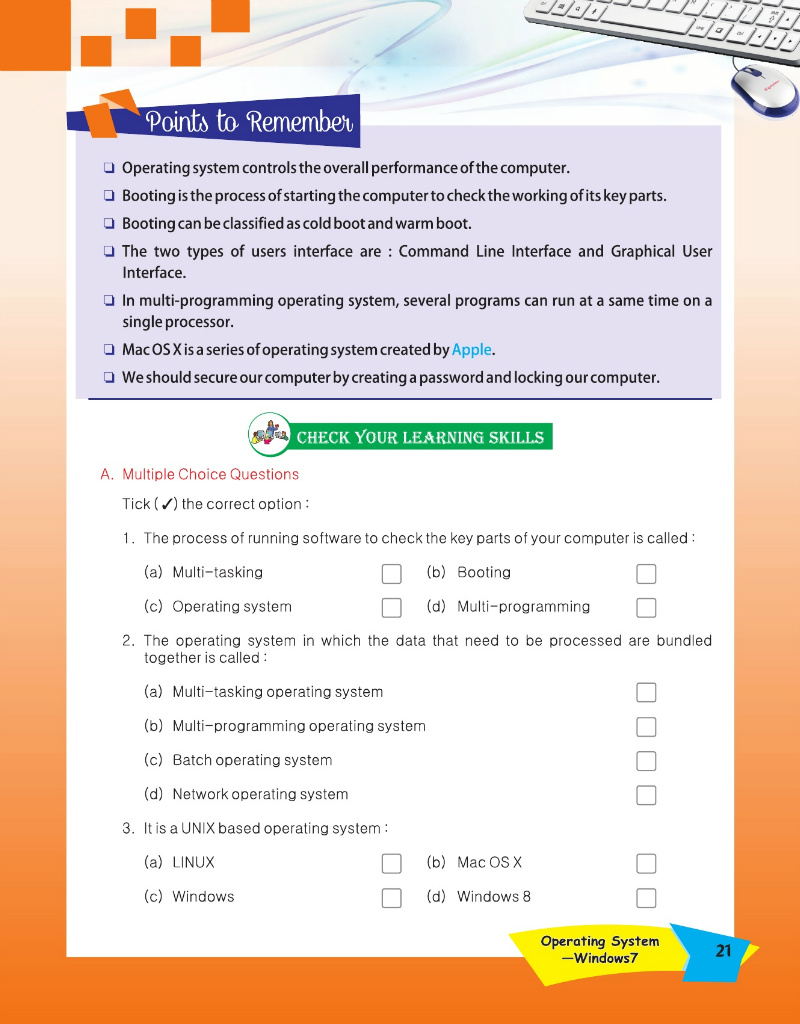 Points to Remember
❏ Operating system controls the overall performance of the computer.
❏ Booting is the process of starting the computer to check the working of its key parts.
❏ Booting can be classified as cold boot and warm boot.
❏ The two types of users interface are : Command Line Interface and Graphical User
Interface.
❏ In multi-programming operating system, several programs can run at a same time on a
single processor.
❏ Mac OS X is a series of operating system created by Apple.
❏ We should secure our computer by creating a password and locking our computer.
CHECK YOUR LEARNING SKILLS
A. Multiple Choice Questions
Tick (✓) the correct option :
1. The process of running software to check the key parts of your computer is called :
(a) Multi-tasking (b) Booting
(c) Operating system (d) Multi-programming
2. The operating system in which the data that need to be processed are bundled
together is called :
(a) Multi-tasking operating system
(b) Multi-programming operating system
(c) Batch operating system
(d) Network operating system
3. It is a UNIX based operating system :
(a) LINUX (b) Mac OS X
(c) Windows (d) Windows 8
Operating System
—Windows7
21